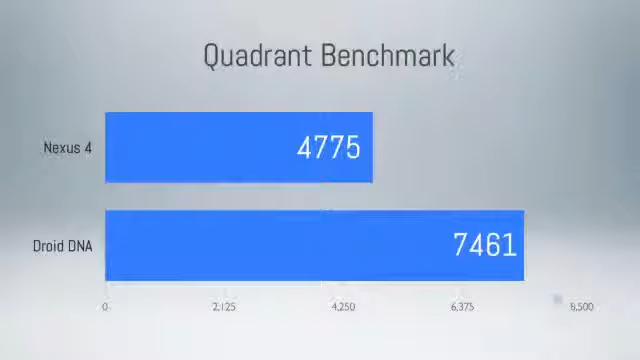 Quadrant Benchmark
Nexus 4
4775
Droid DNA
7461
0 2,125 4,250 6,375 8,500